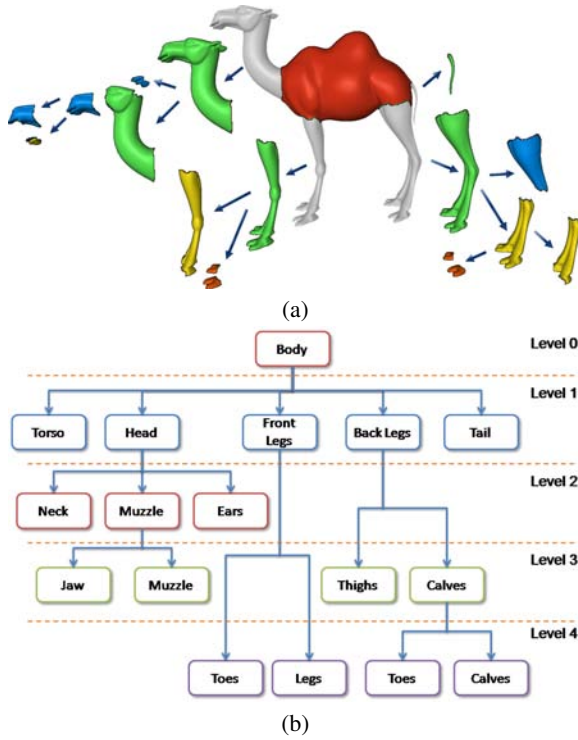 (a)
Body
Level 0
Level 1
Torso
Head
Front
Legs
Back Legs
Tail
Level 2
Neck
Muzzle
Ears
Level 3
Jaw
Muzzle
Thighs
Calves
Level 4
Toes
Legs
Toes
Calves
(b)